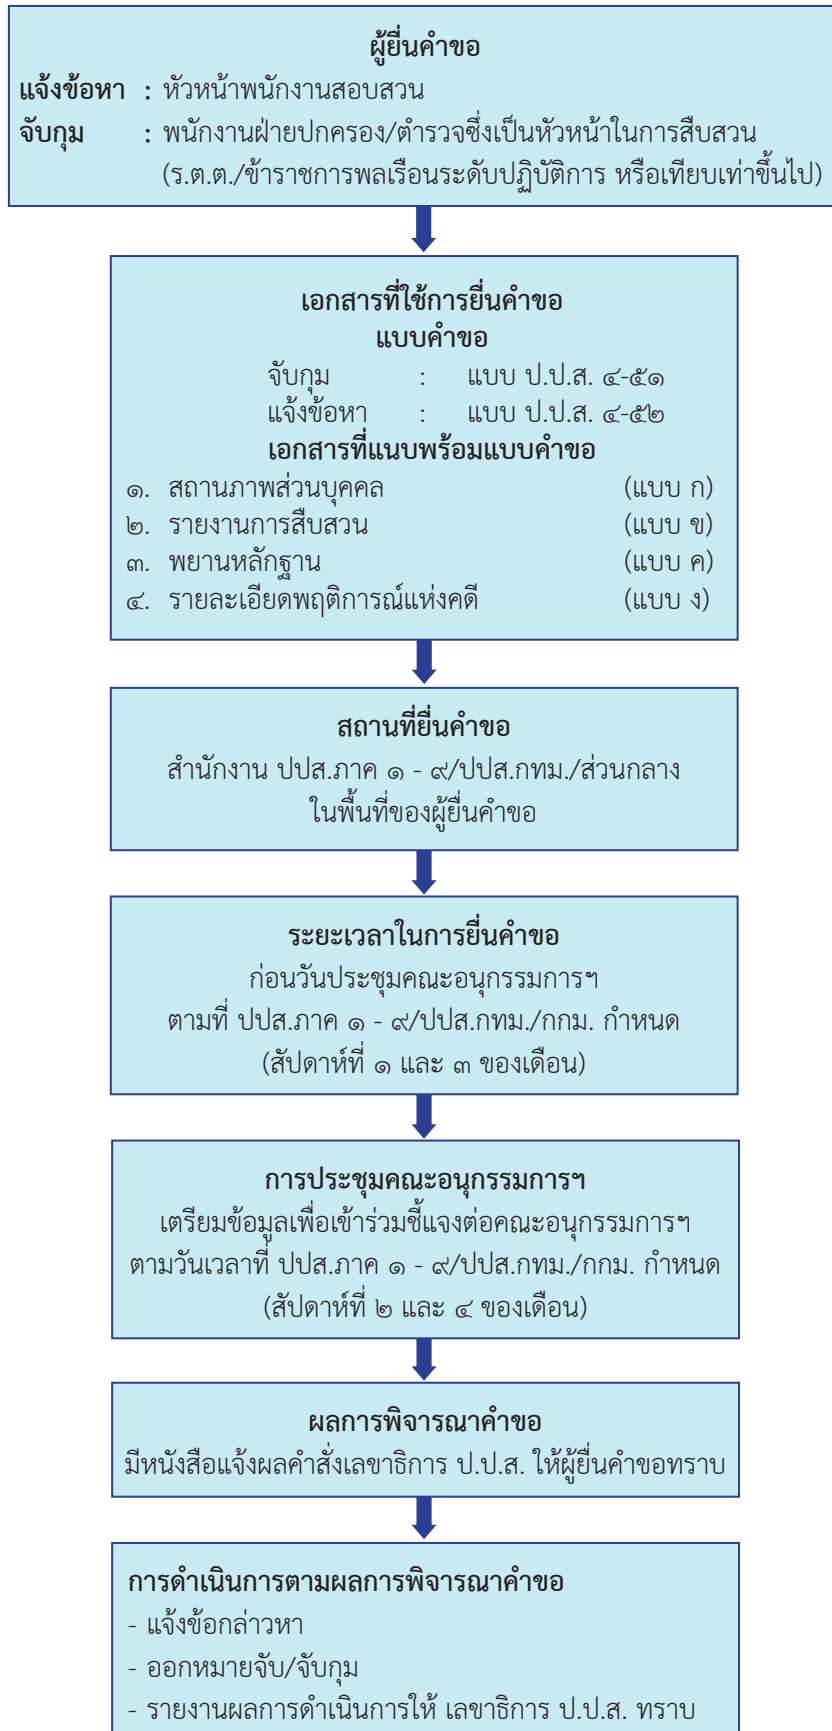 ผู้ยื่นคำขอ
แจ้งข้อหา : หัวหน้าพนักงานสอบสวน
จับกุม : พนักงานฝ่ายปกครอง/ตำรวจซึ่งเป็นหัวหน้าในการสืบสวน
(ร.ต.ต./ข้าราชการพลเรือนระดับปฏิบัติการ หรือเทียบเท่าขึ้นไป)
เอกสารที่ใช้การยื่นคำขอ
แบบคำขอ
จับกุม : แบบ ป.ป.ส. ๔-๕๑
แจ้งข้อหา : แบบ ป.ป.ส. ๔-๕๒
เอกสารที่แนบพร้อมแบบคำขอ
๑. สถานภาพส่วนบุคคล (แบบ ก)
๒. รายงานการสืบสวน (แบบ ข)
๓. พยานหลักฐาน (แบบ ค)
๔. รายละเอียดพฤติการณ์แห่งคดี (แบบ ง)
สถานที่ยื่นคำขอ
สำนักงาน ปปส.ภาค ๑ - ๙/ปปส.กทม./ส่วนกลาง
ในพื้นที่ของผู้ยื่นคำขอ
ระยะเวลาในการยื่นคำขอ
ก่อนวันประชุมคณะอนุกรรมการฯ
ตามที่ ปปส.ภาค ๑ - ๙/ปปส.กทม./กกม. กำหนด
(สัปดาห์ที่ ๑ และ ๓ ของเดือน)
การประชุมคณะอนุกรรมการฯ
เตรียมข้อมูลเพื่อเข้าร่วมชี้แจงต่อคณะอนุกรรมการฯ
ตามวันเวลาที่ ปปส.ภาค ๑ - ๙/ปปส.กทม./กกม. กำหนด
(สัปดาห์ที่ ๒ และ ๔ ของเดือน)
ผลการพิจารณาคำขอ
มีหนังสือแจ้งผลคำสั่งเลขาธิการ ป.ป.ส. ให้ผู้ยื่นคำขอทราบ
การดำเนินการตามผลการพิจารณาคำขอ
- แจ้งข้อกล่าวหา
- ออกหมายจับ/จับกุม
- รายงานผลการดำเนินการให้ เลขาธิการ ป.ป.ส. ทราบ